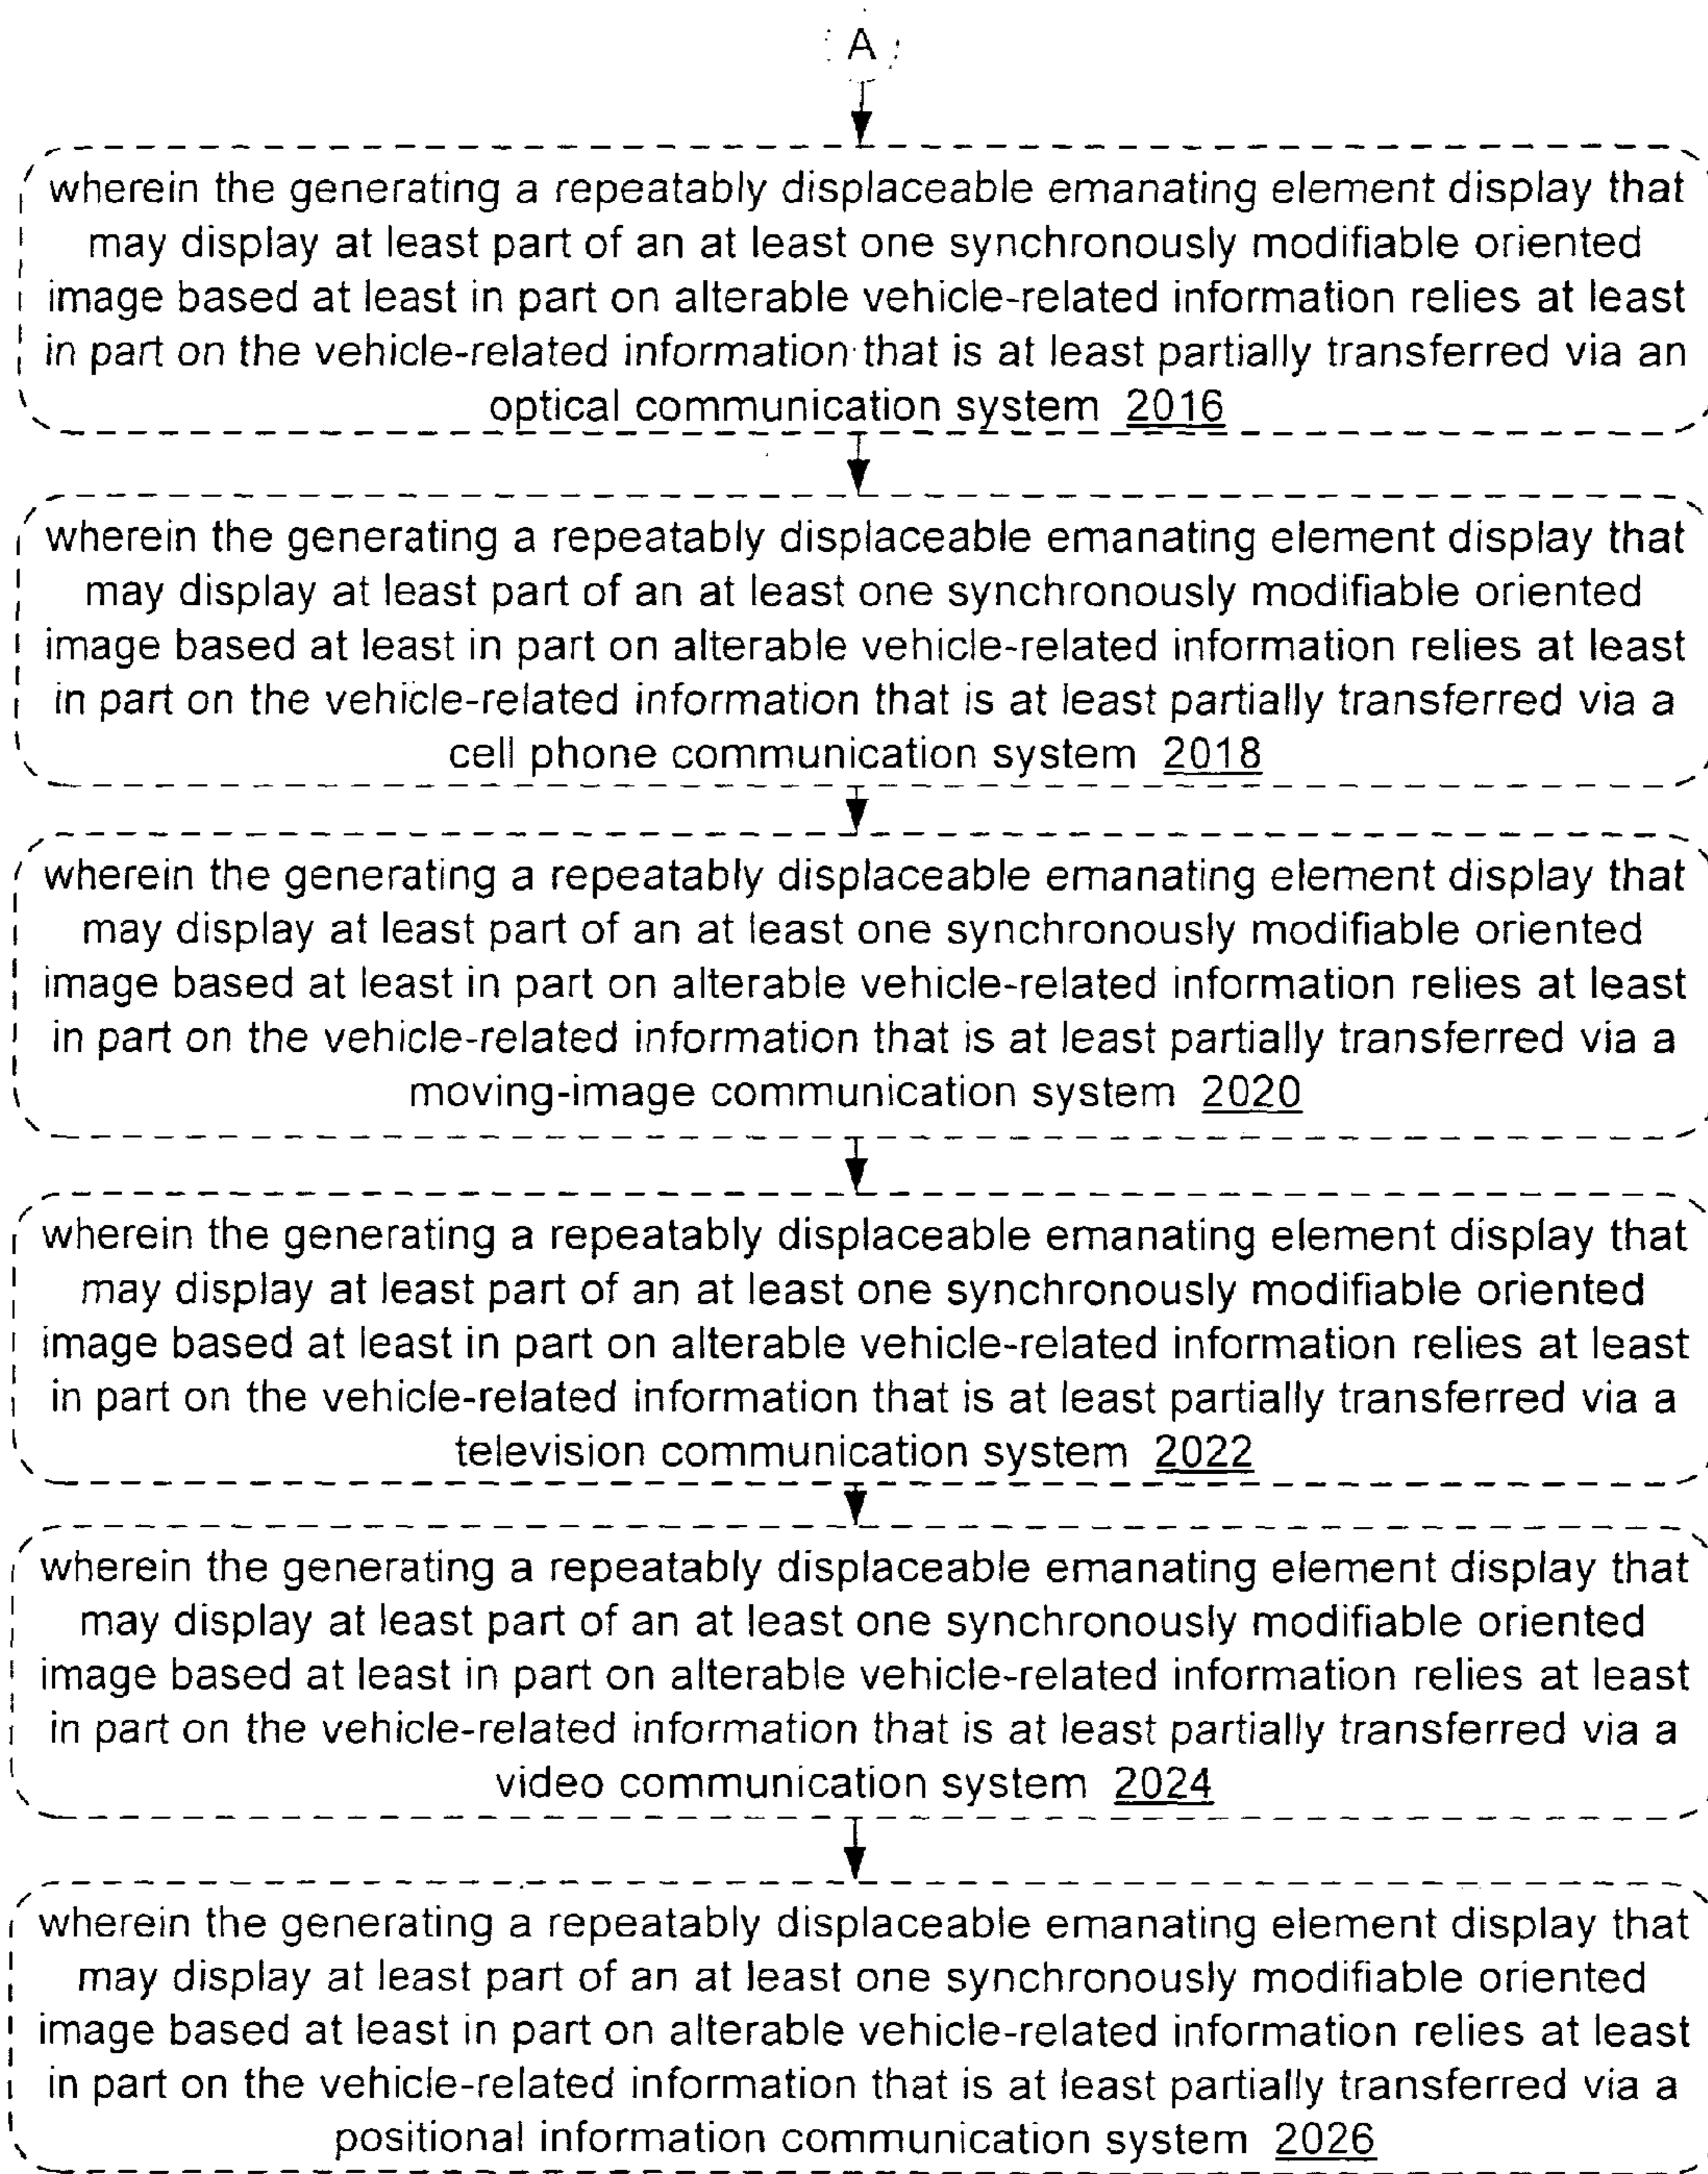 A
wherein the generating a repeatably displaceable emanating element display that
may display at least part of an at least one synchronously modifiable oriented
image based at least in part on alterable vehicle-related information relies at least
in part on the vehicle-related information that is at least partially transferred via an
optical communication system 2016
wherein the generating a repeatably displaceable emanating element display that
may display at least part of an at least one synchronously modifiable oriented
image based at least in part on alterable vehicle-related information relies at least
in part on the vehicle-related information that is at least partially transferred via a
cell phone communication system 2018
wherein the generating a repeatably displaceable emanating element display that
may display at least part of an at least one synchronously modifiable oriented
image based at least in part on alterable vehicle-related information relies at least
in part on the vehicle-related information that is at least partially transferred via a
moving-image communication system 2020
wherein the generating a repeatably displaceable emanating element display that
may display at least part of an at least one synchronously modifiable oriented
image based at least in part on alterable vehicle-related information relies at least
in part on the vehicle-related information that is at least partially transferred via a
television communication system 2022
wherein the generating a repeatably displaceable emanating element display that
may display at least part of an at least one synchronously modifiable oriented
image based at least in part on alterable vehicle-related information relies at least
in part on the vehicle-related information that is at least partially transferred via a
video communication system 2024
wherein the generating a repeatably displaceable emanating element display that
may display at least part of an at least one synchronously modifiable oriented
image based at least in part on alterable vehicle-related information relies at least
in part on the vehicle-related information that is at least partially transferred via a
positional information communication system 2026